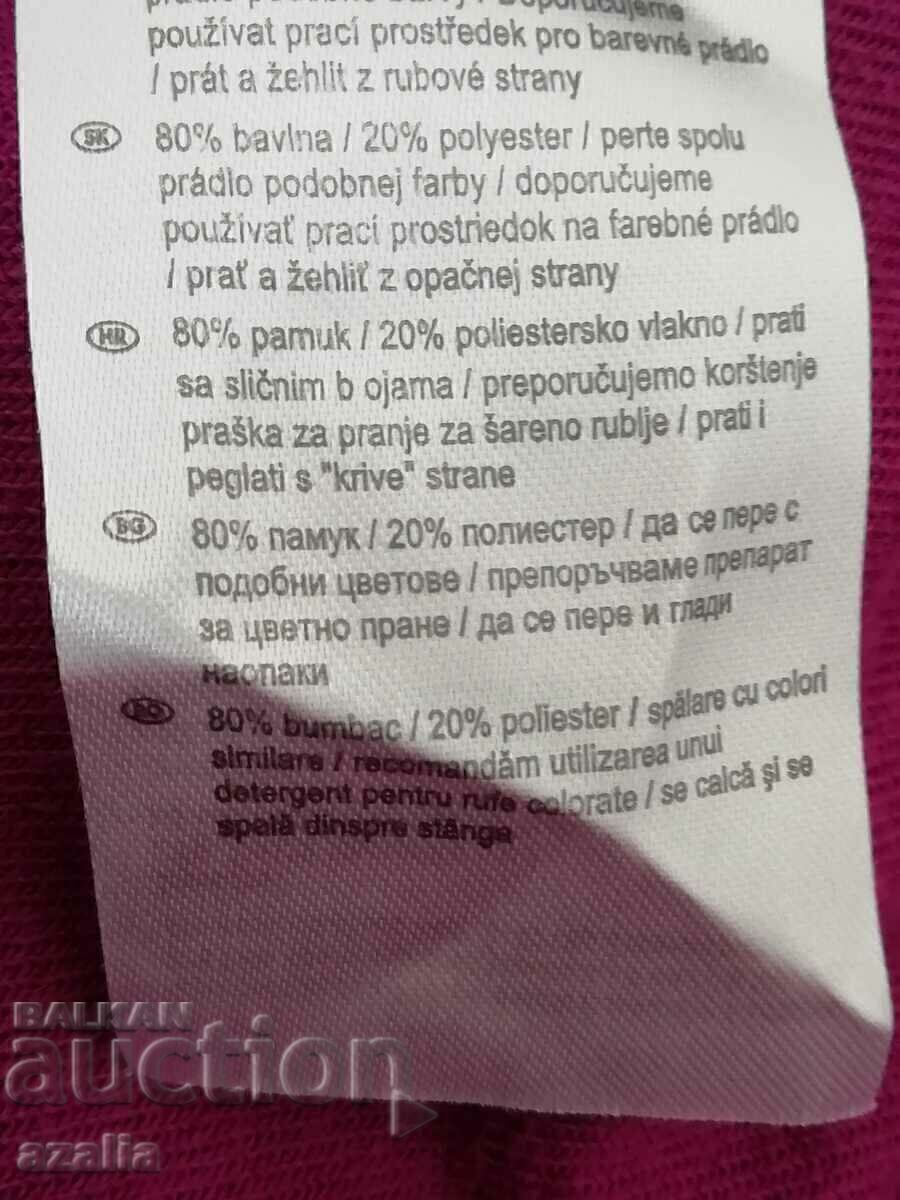 prádlo podobné barvy / Doporučujeme
používat prací prostředek pro barevné prádlo
/ prát a žehlit z rubové strany
SK 80% bavlna / 20% polyester / perte spolu
prádlo podobnej farby / doporučujeme
používať prací prostriedok na farebné prádlo
/ prať a žehliť z opačnej strany
HR 80% pamuk / 20% poliestersko vlakno / prati
sa sličnim b ojama / preporučujemo korštenje
praška za pranje za šareno rublje / prati i
peglati s "krive" strane
BG 80% памук / 20% полиестер / да се пере с
подобни цветове / препоръчваме препарат
за цветно пране / да се пере и глади
наопаки
80% bumbac / 20% poliester / spălare cu colori
similare / recomandăm utilizarea unui
detergent pentru rufe colorate / se calcă şi se
spală dinspre stânga
BALKAN
auction
azalia